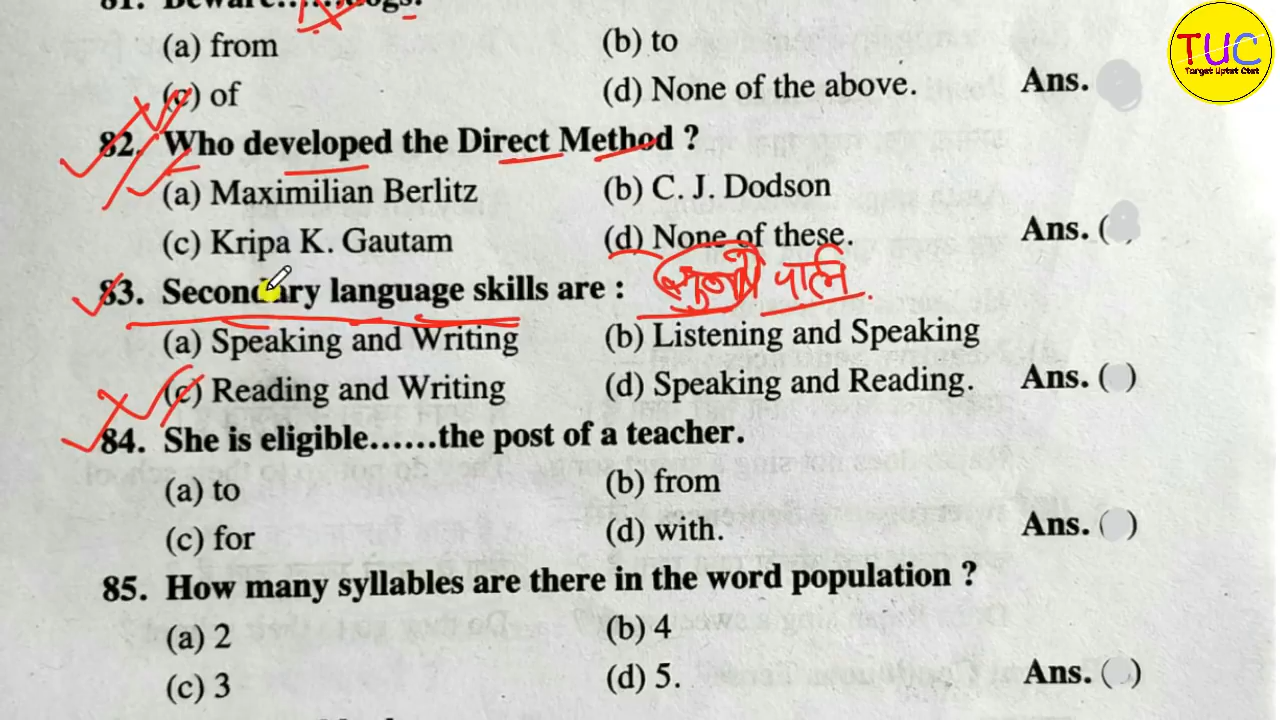 81. Beware.......dogs.
(a) from (b) to
(c) of (d) None of the above. Ans.
82. Who developed the Direct Method ?
(a) Maximilian Berlitz (b) C. J. Dodson
(c) Kripa K. Gautam (d) None of these. Ans. (
83. Secondary language skills are :
(a) Speaking and Writing (b) Listening and Speaking
(c) Reading and Writing (d) Speaking and Reading. Ans. ( )
84. She is eligible......the post of a teacher.
(a) to (b) from
(c) for (d) with. Ans. ( )
85. How many syllables are there in the word population ?
(a) 2 (b) 4
(c) 3 (d) 5. Ans. ( )
TUC
Target Uptet Ctet